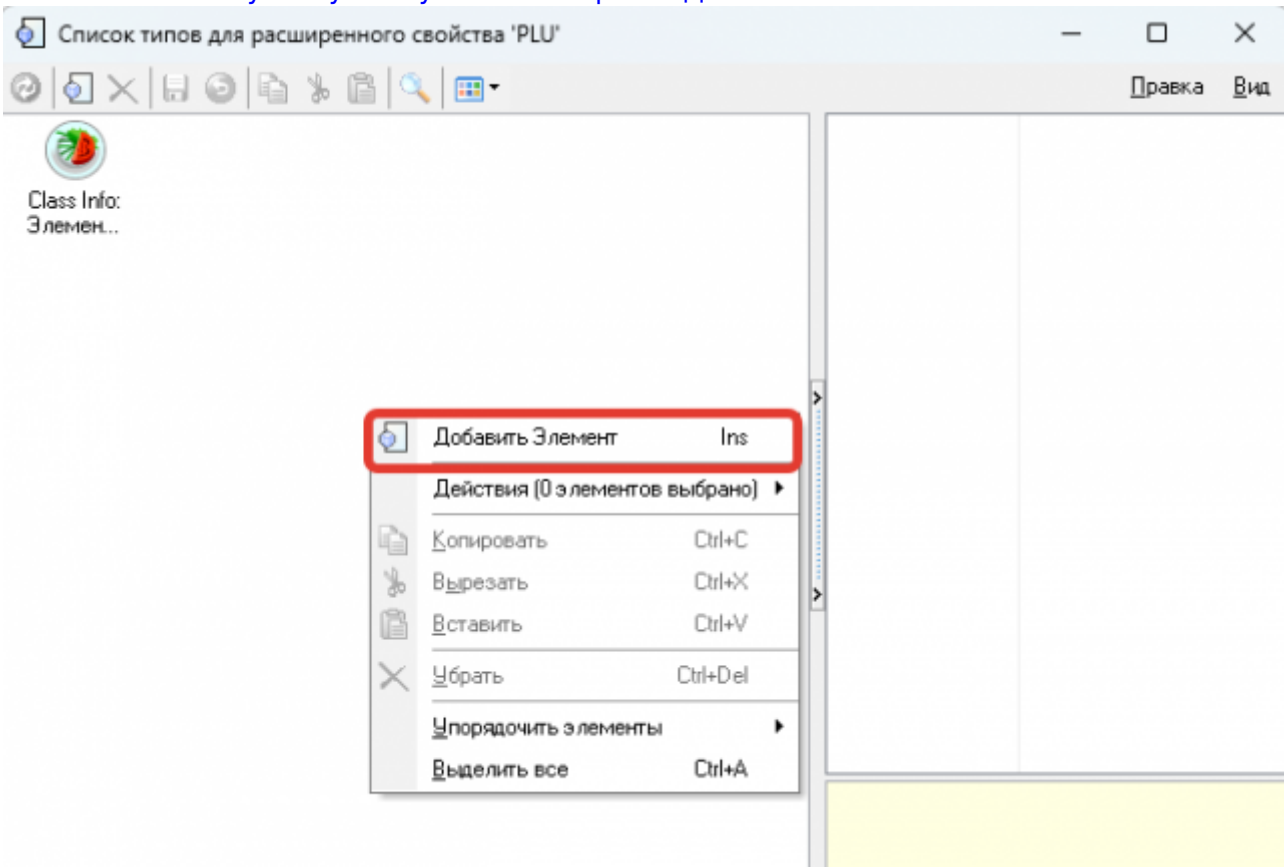 Список типов для расширенного свойства 'PLU'
Правка Вид
Class Info:
Элемен...
Добавить Элемент Ins
Действия (0 элементов выбрано)
Копировать Ctrl+C
Вырезать Ctrl+X
Вставить Ctrl+V
Убрать Ctrl+Del
Упорядочить элементы
Выделить все Ctrl+A